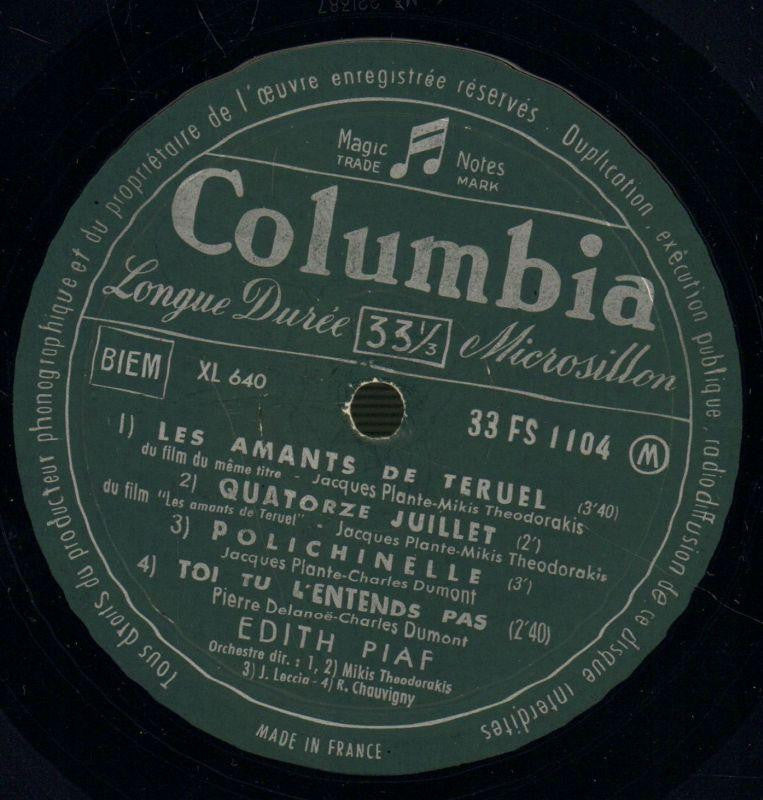 Tous droits du producteur phonographique et du propriétaire de l'œuvre enregistrée réservés Duplication, exécution publique, radiodiffusion de ce disque interdites
Magic Notes
TRADE MARK
Columbia
Longue Durée 33 1/3 Microsillon
BIEM XL 640 33 FS 1104 M
1) LES AMANTS DE TERUEL (3'40)
du film du même titre - Jacques Plante-Mikis Theodorakis
2) QUATORZE JUILLET (2')
du film "Les amants de Teruel" - Jacques Plante-Mikis Theodorakis
3) POLICHINELLE (3')
Jacques Plante-Charles Dumont
4) TOI TU L'ENTENDS PAS (2'40)
Pierre Delanoë-Charles Dumont
EDITH PIAF
Orchestre dir. : 1, 2) Mikis Theodorakis
3) J. Leccia - 4) R. Chauvigny
MADE IN FRANCE